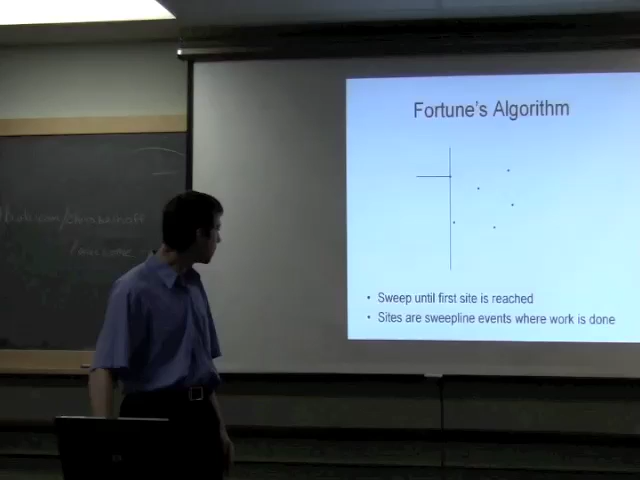 Fortune's Algorithm
• Sweep until first site is reached
• Sites are sweepline events where work is done